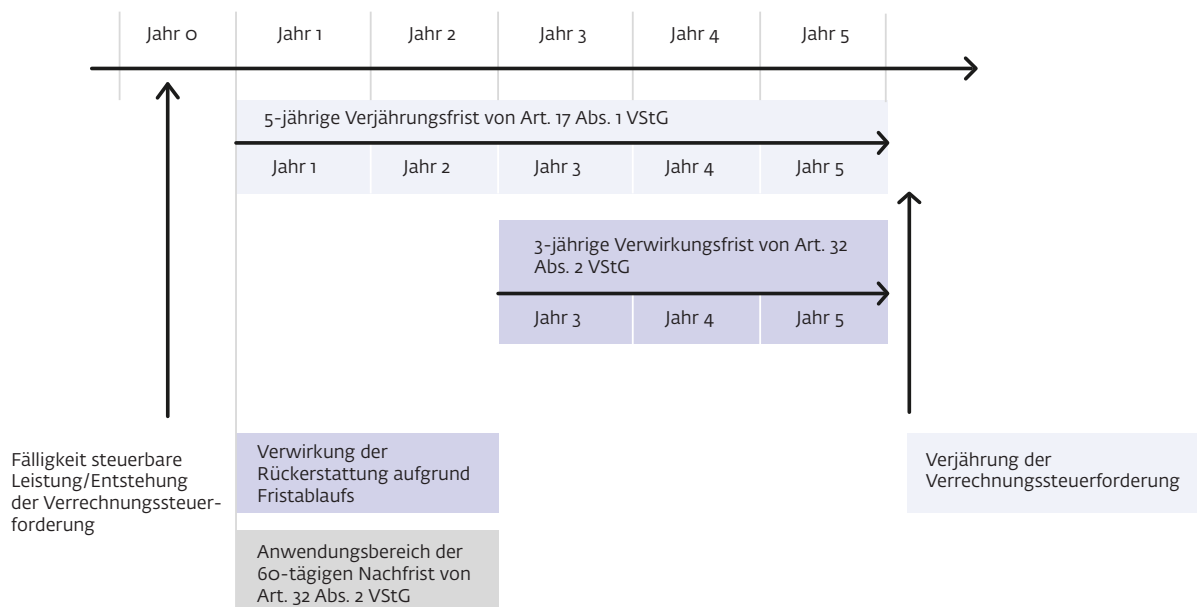 Jahr 0 Jahr 1 Jahr 2 Jahr 3 Jahr 4 Jahr 5
5-jährige Verjährungsfrist von Art. 17 Abs. 1 VStG
Jahr 1 Jahr 2 Jahr 3 Jahr 4 Jahr 5
3-jährige Verwirkungsfrist von Art. 32
Abs. 2 VStG
Jahr 3 Jahr 4 Jahr 5
Fälligkeit steuerbare
Leistung/Entstehung
der Verrechnungssteuer-
forderung
Verwirkung der
Rückerstattung aufgrund
Fristablaufs
Anwendungsbereich der
60-tägigen Nachfrist von
Art. 32 Abs. 2 VStG
Verjährung der
Verrechnungssteuerforderung